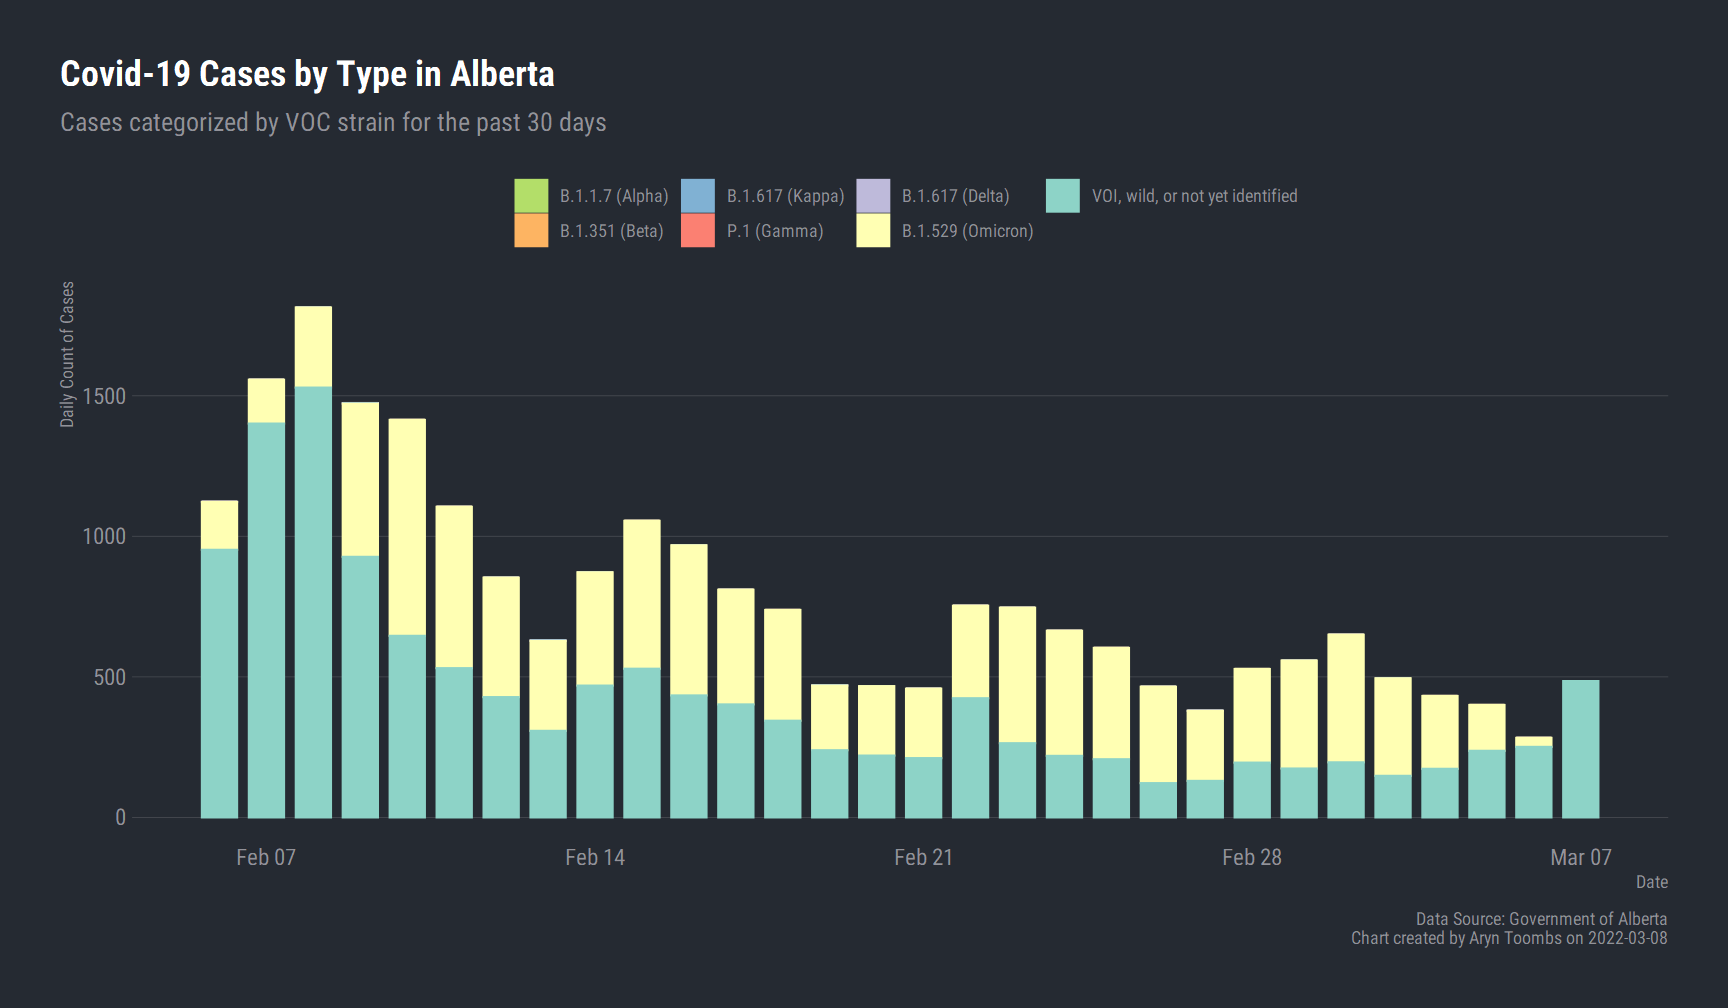 Covid-19 Cases by Type in Alberta
Cases categorized by VOC strain for the past 30 days
B.1.1.7 (Alpha)
B.1.617 (Kappa)
B.1.617 (Delta)
VOI, wild, or not yet identified
B.1.351 (Beta)
P.1 (Gamma)
B.1.529 (Omicron)
Daily Count of Cases
1500
1000
500
0
Feb 07
Feb 14
Feb 21
Feb 28
Mar 07
Date
Data Source: Government of Alberta
Chart created by Aryn Toombs on 2022-03-08